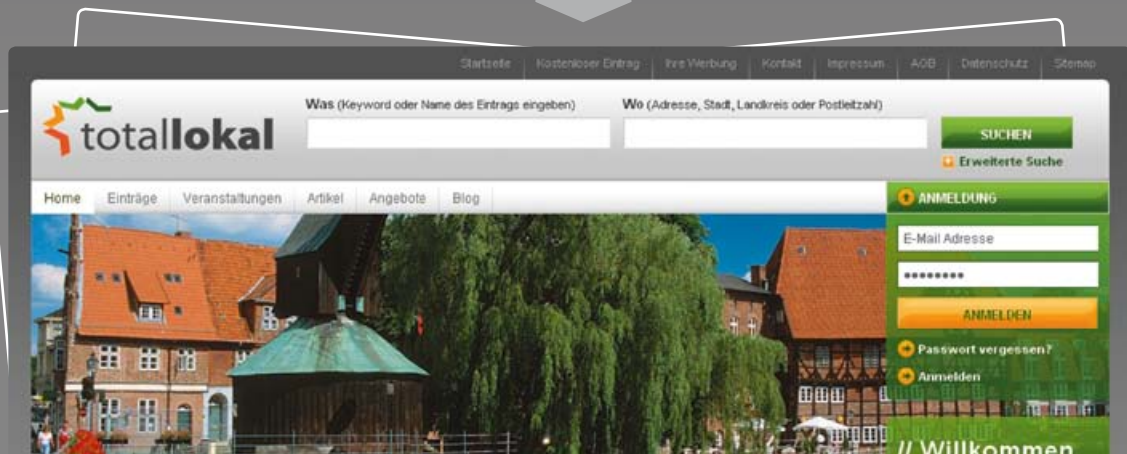 Startseite Kostenloser Eintrag Ihre Werbung Kontakt Impressum AGB Datenschutz Sitemap
totallokal
Was (Keyword oder Name des Eintrags eingeben) Wo (Adresse, Stadt, Landkreis oder Postleitzahl)
SUCHEN
Erweiterte Suche
Home Einträge Veranstaltungen Artikel Angebote Blog
ANMELDUNG
E-Mail Adresse
••••••••
ANMELDEN
Passwort vergessen?
Anmelden
// Willkommen